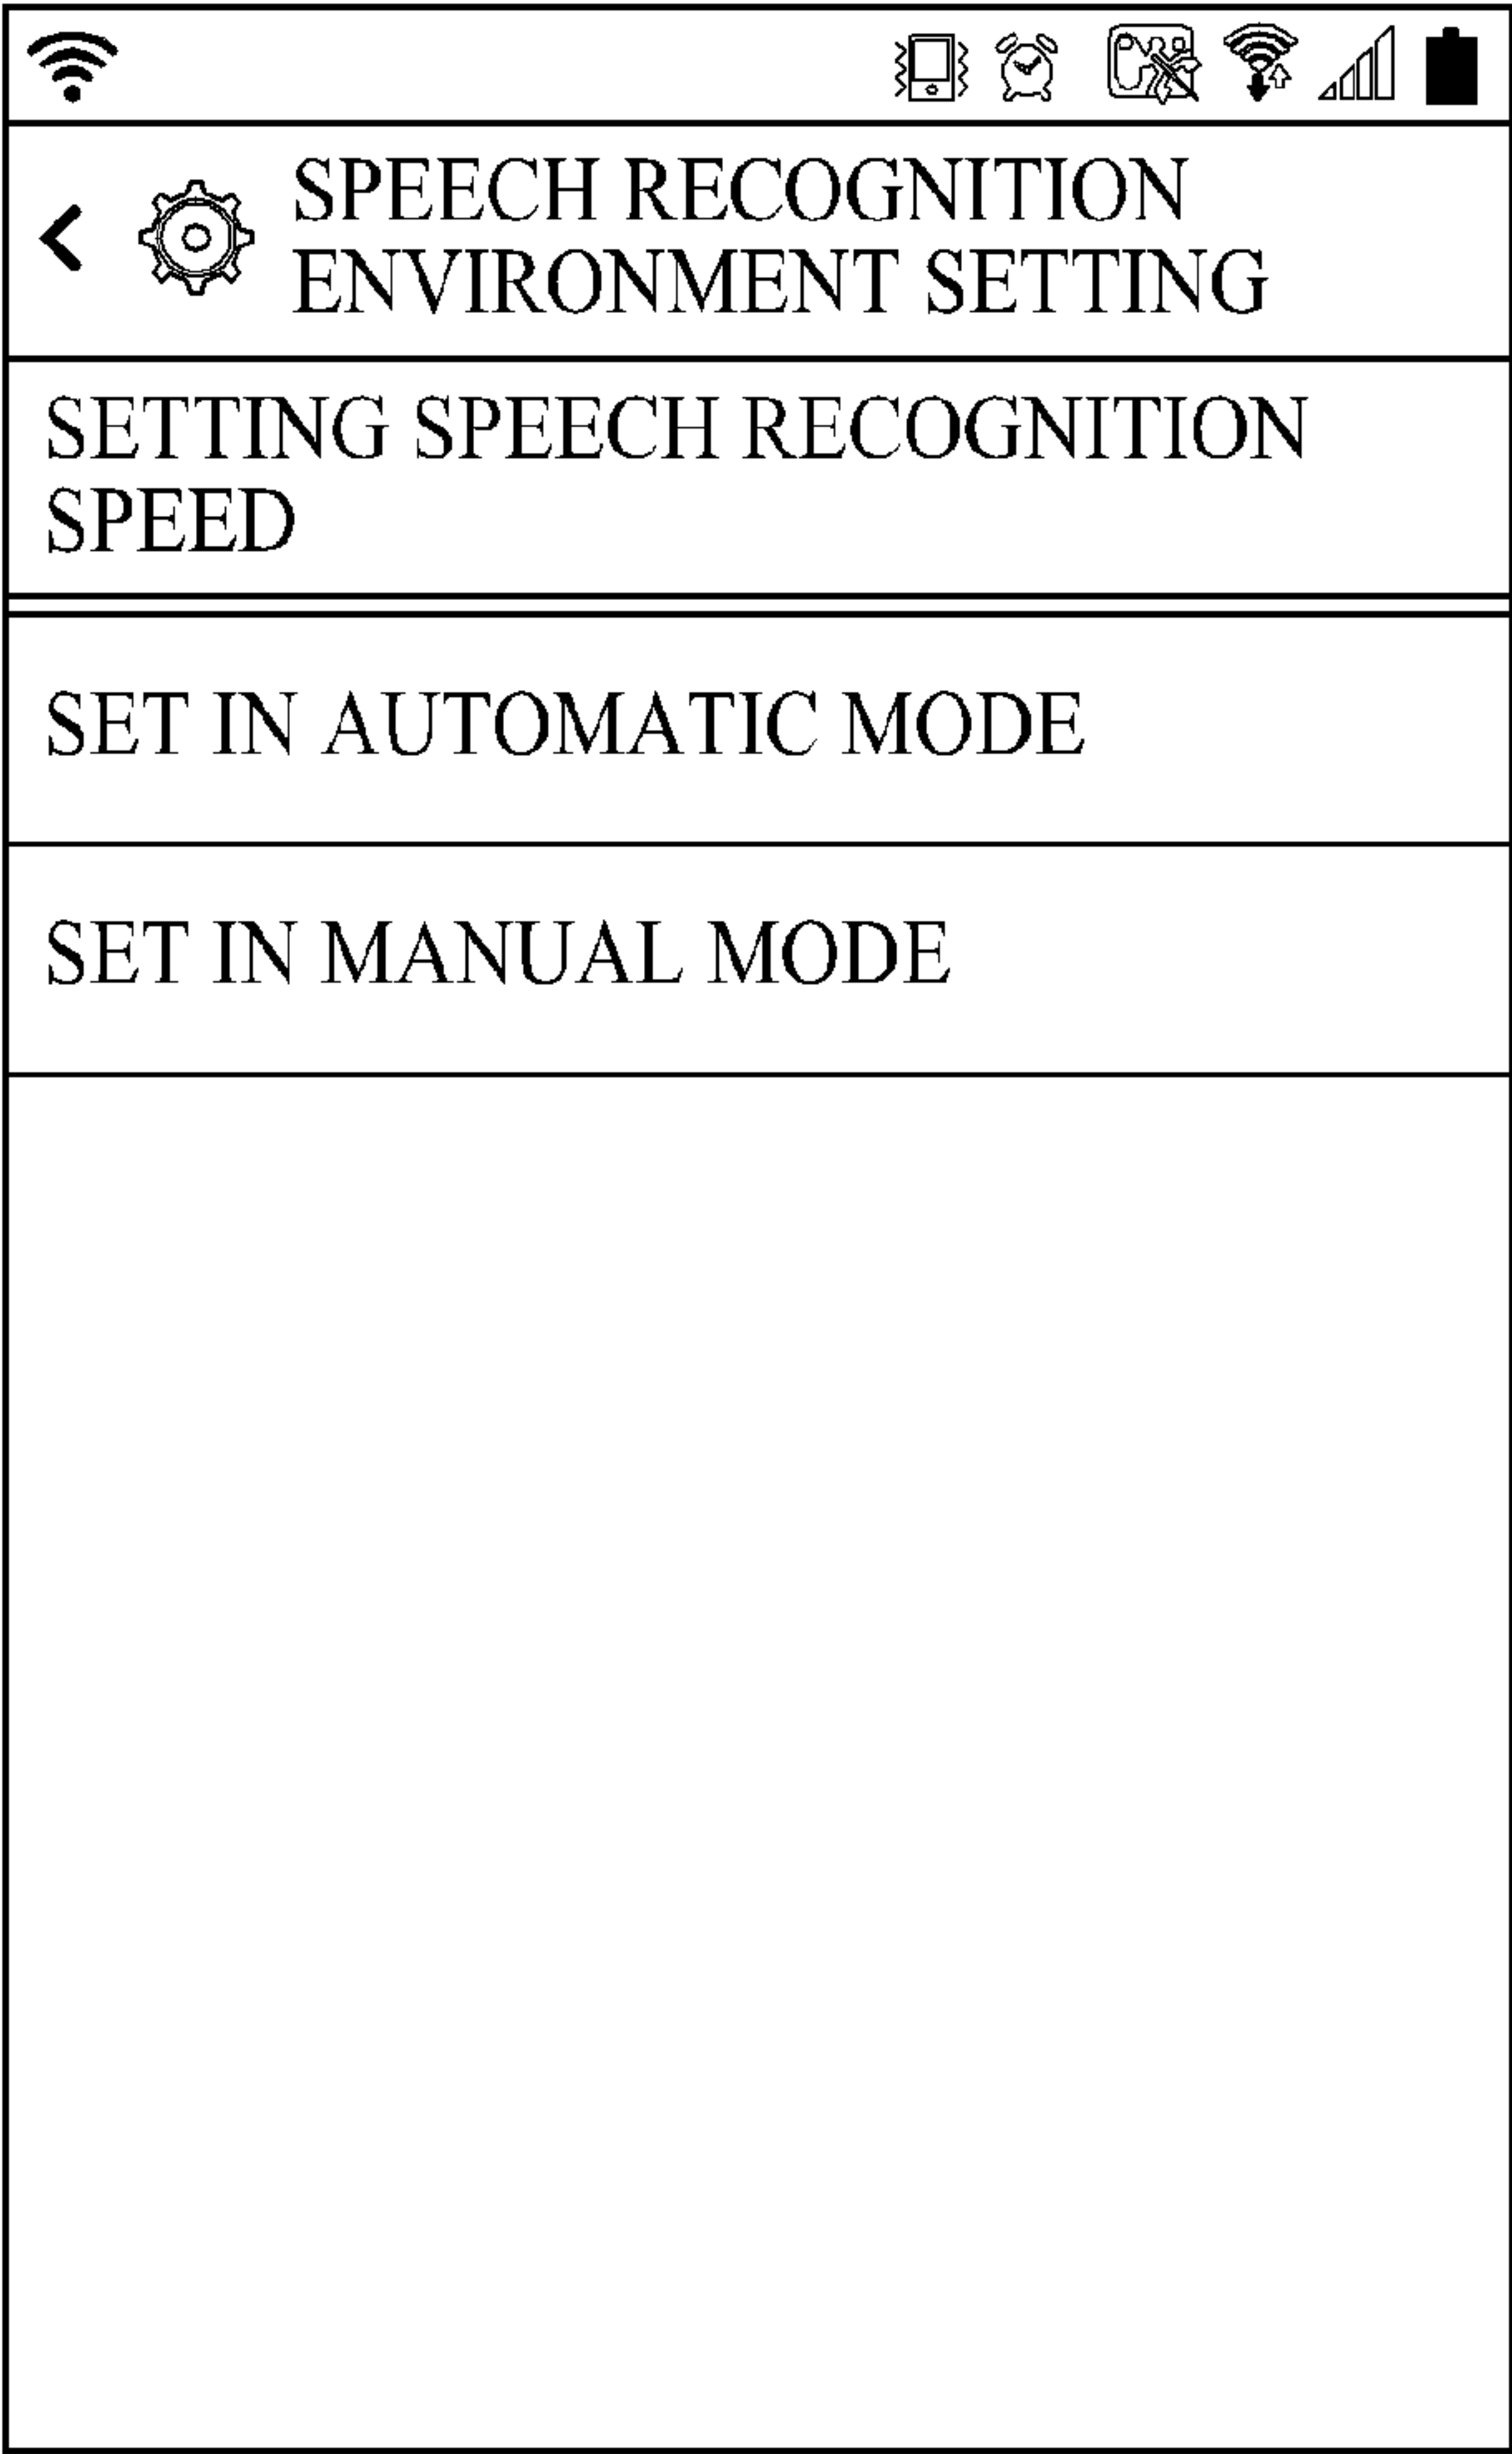 SPEECH RECOGNITION
ENVIRONMENT SETTING
SETTING SPEECH RECOGNITION
SPEED
SET IN AUTOMATIC MODE
SET IN MANUAL MODE